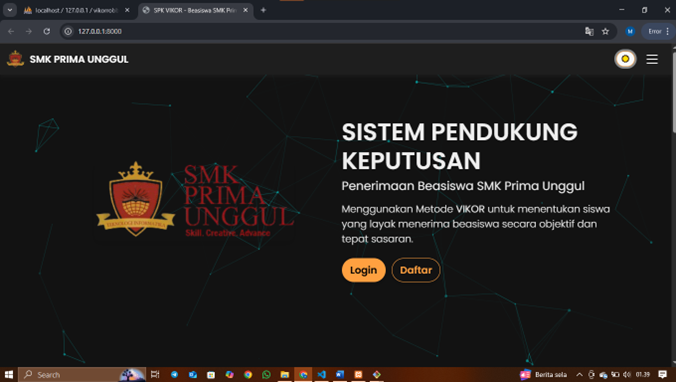 localhost / 127.0.0.1 / vikorrob
SPK VIKOR - Beasiswa SMK Prim
127.0.0.1:8000
M
Error
SMK PRIMA UNGGUL
SISTEM PENDUKUNG
KEPUTUSAN
Penerimaan Beasiswa SMK Prima Unggul
Menggunakan Metode VIKOR untuk menentukan siswa
yang layak menerima beasiswa secara objektif dan
tepat sasaran.
Login
Daftar
SMK
PRIMA
UNGGUL
Skill, Creative, Advance
Search
Berita sela
01.39